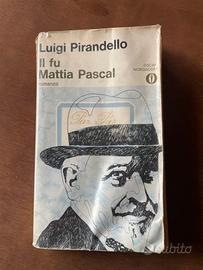 Luigi Pirandello
Il fu
Mattia Pascal
romanzo
OSCAR
MONDADORI
subito